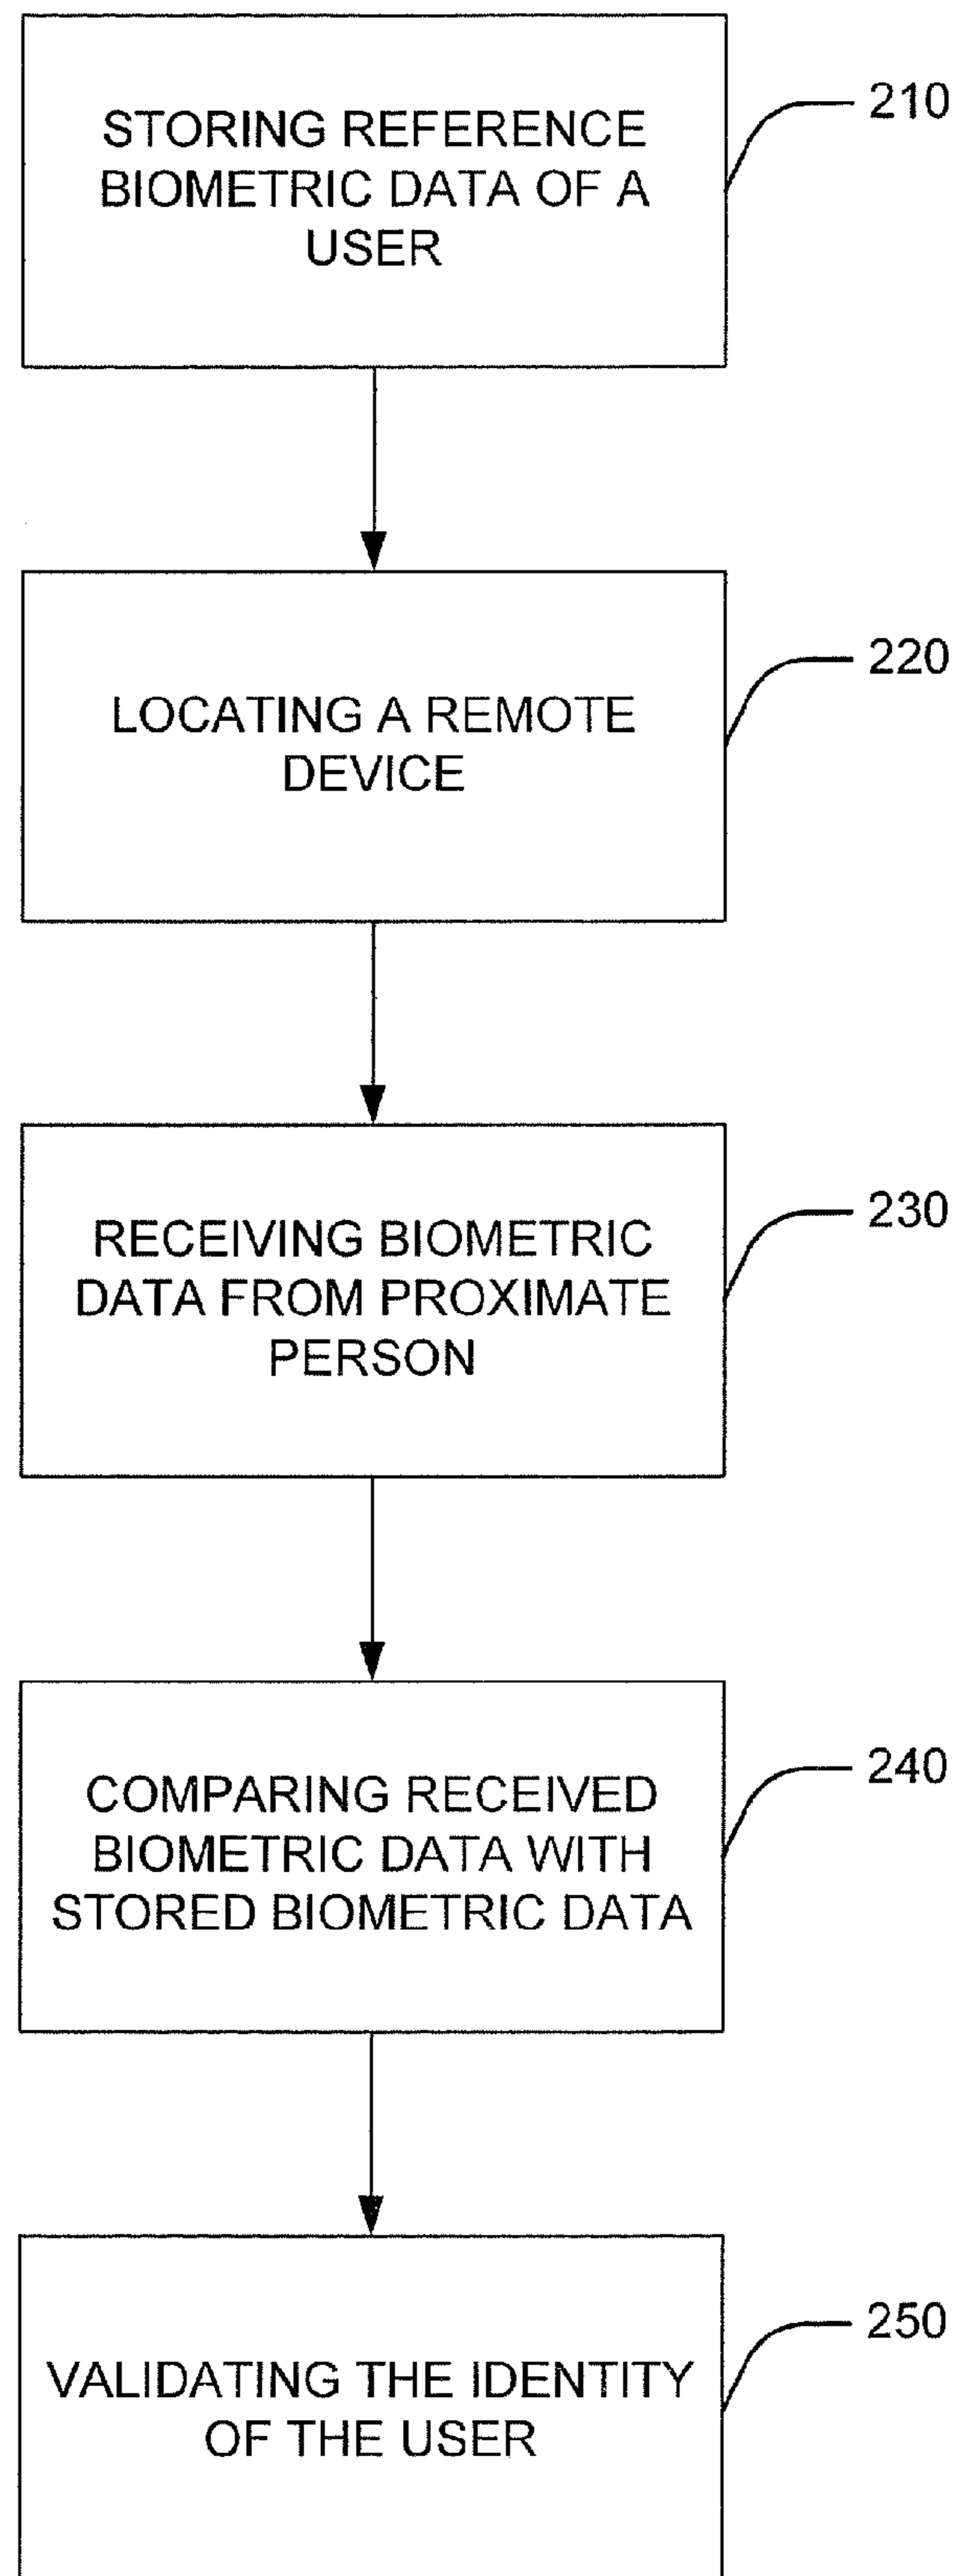 STORING REFERENCE
BIOMETRIC DATA OF A
USER
210
LOCATING A REMOTE
DEVICE
220
RECEIVING BIOMETRIC
DATA FROM PROXIMATE
PERSON
230
COMPARING RECEIVED
BIOMETRIC DATA WITH
STORED BIOMETRIC DATA
240
VALIDATING THE IDENTITY
OF THE USER
250